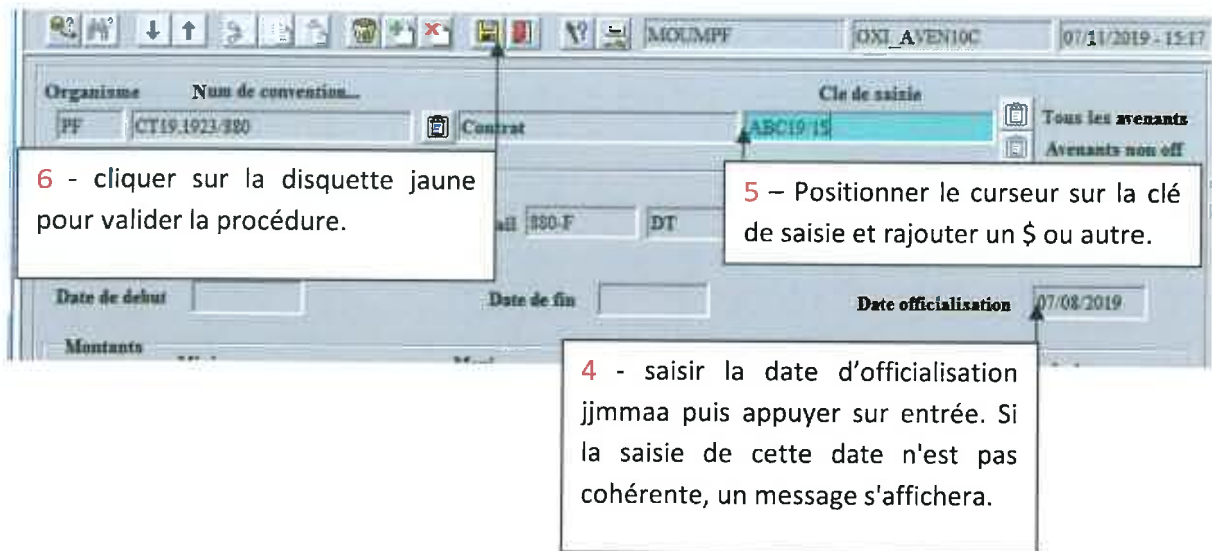 MOUMPF OXI_AVEN10C 07/11/2019 - 15:17
Organisme Num de convention... Cle de saisie
PF CT19.1923/880 Contrat ABC19/15 Tous les avenants
Avenants non off
6 - cliquer sur la disquette jaune
pour valider la procédure.
5 – Positionner le curseur sur la clé
de saisie et rajouter un $ ou autre.
ail 880-F DT
Date de debut Date de fin Date officialisation 07/08/2019
Montants
4 - saisir la date d'officialisation
jjmmaa puis appuyer sur entrée. Si
la saisie de cette date n'est pas
cohérente, un message s'affichera.